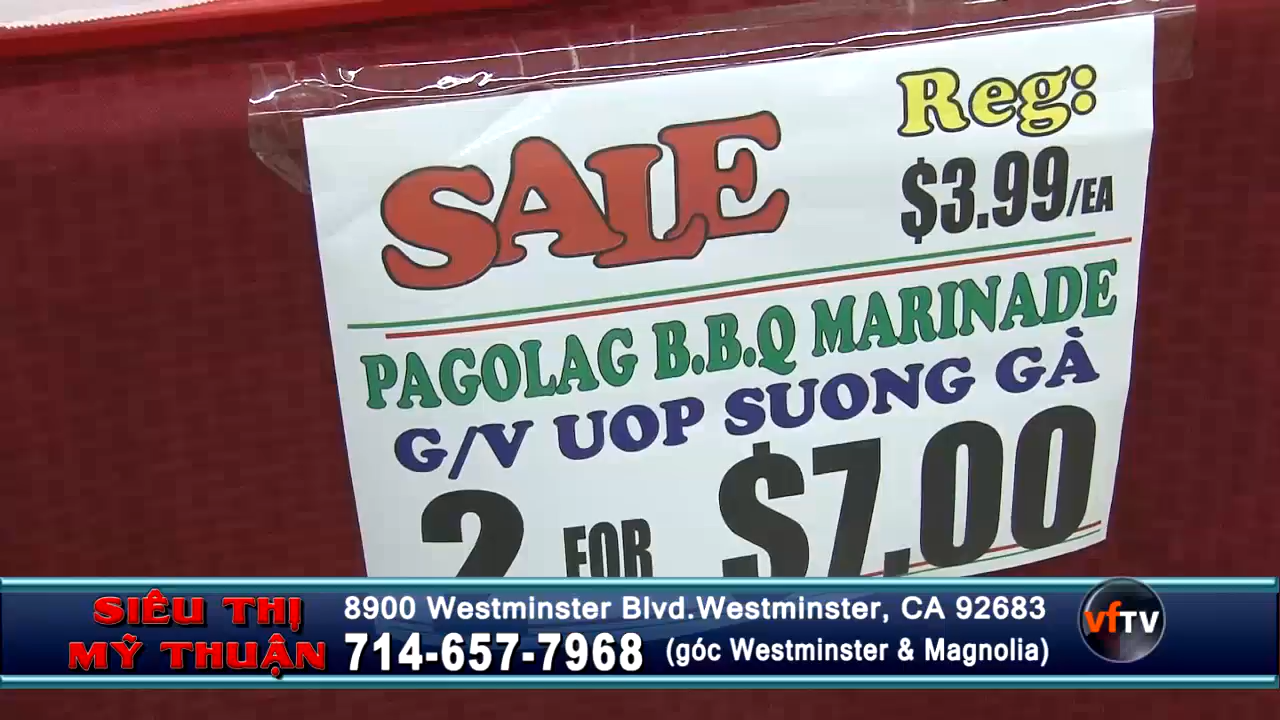 SALE
Reg:
$3.99/EA
PAGOLAG B.B.Q MARINADE
G/V UOP SUONG GÀ
2 FOR $7.00
SIÊU THỊ
MỸ THUẬN
8900 Westminster Blvd.Westminster, CA 92683
714-657-7968 (góc Westminster & Magnolia)
vfTV